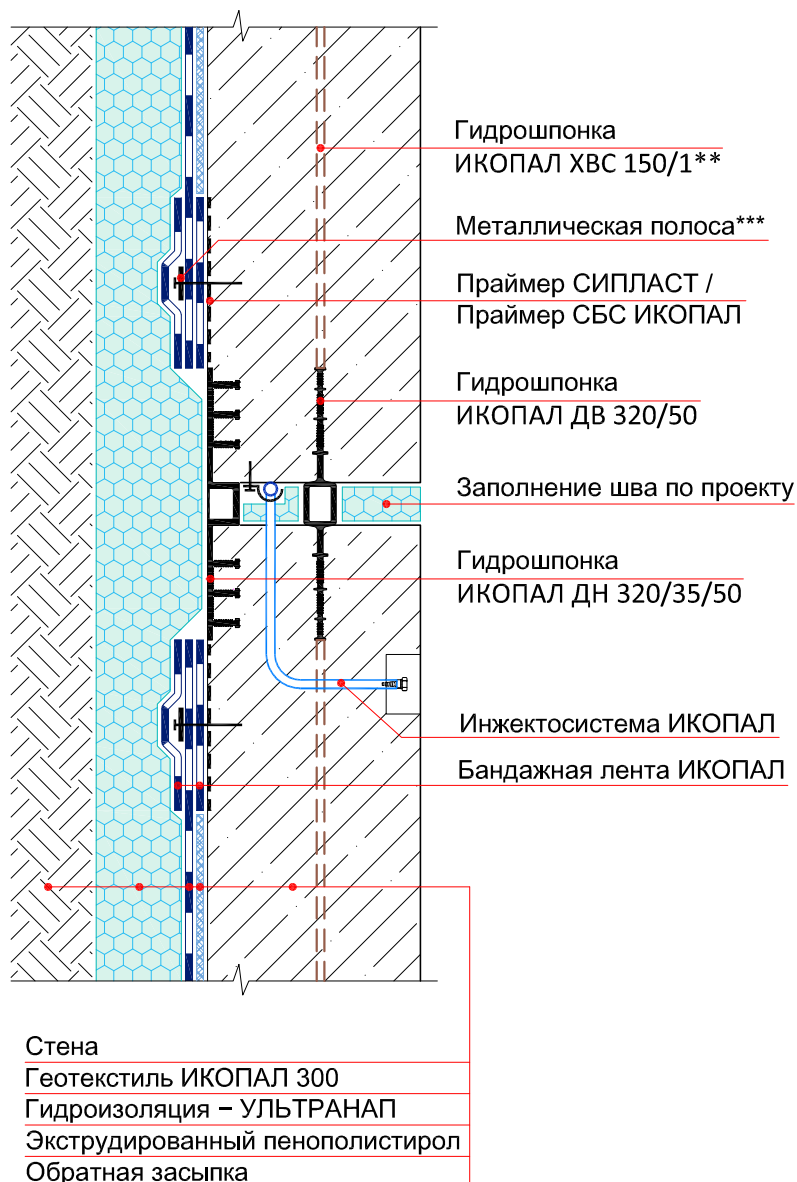 Гидрошпонка
ИКОПАЛ ХВС 150/1**
Металлическая полоса***
Праймер СИПЛАСТ /
Праймер СБС ИКОПАЛ
Гидрошпонка
ИКОПАЛ ДВ 320/50
Заполнение шва по проекту
Гидрошпонка
ИКОПАЛ ДН 320/35/50
Инжектосистема ИКОПАЛ
Бандажная лента ИКОПАЛ
Стена
Геотекстиль ИКОПАЛ 300
Гидроизоляция – УЛЬТРАНАП
Экструдированный пенополистирол
Обратная засыпка